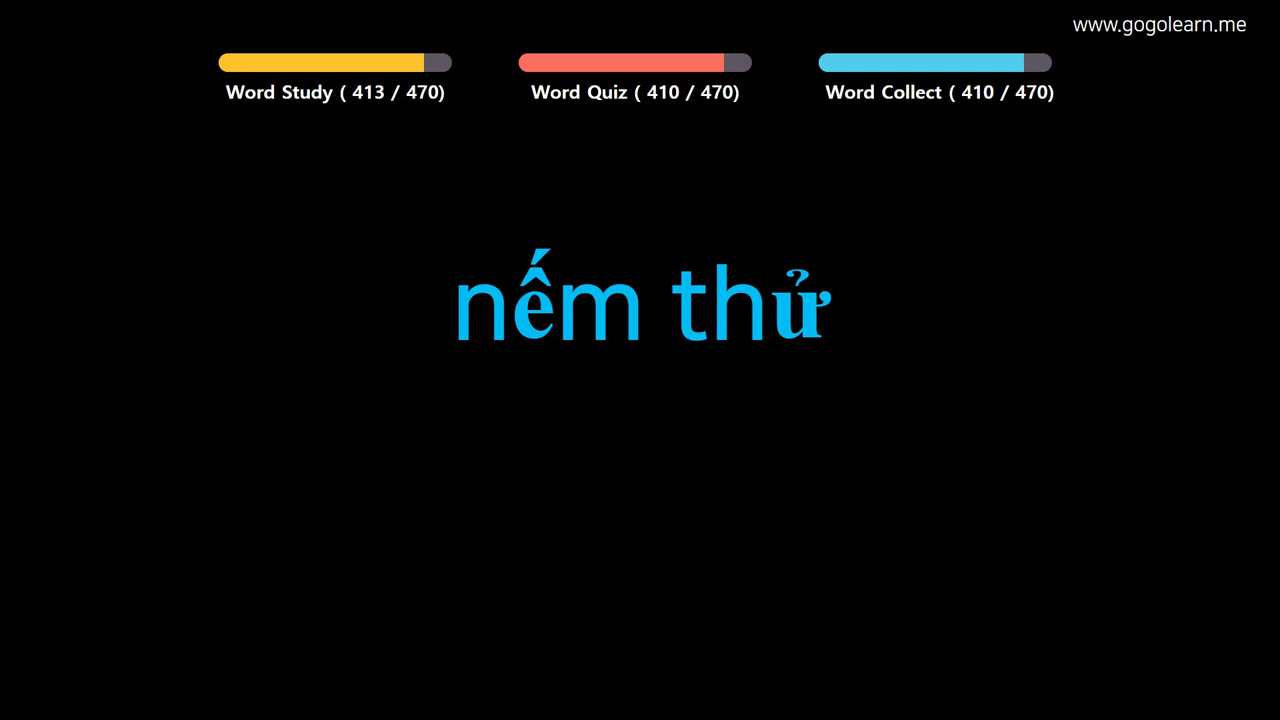 www.gogolearn.me
Word Study ( 413 / 470)
Word Quiz ( 410 / 470)
Word Collect ( 410 / 470)
nếm thử